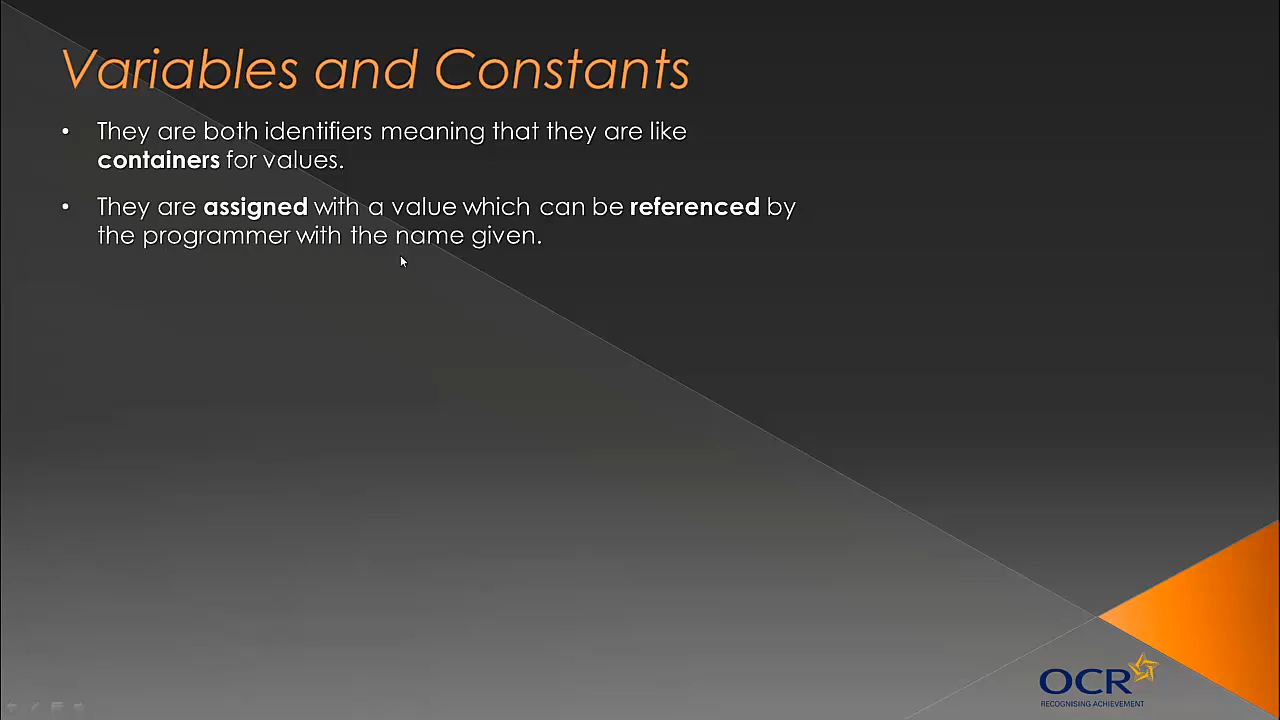 Variables and Constants
• They are both identifiers meaning that they are like
containers for values.
• They are assigned with a value which can be referenced by
the programmer with the name given.
OCR
RECOGNISING ACHIEVEMENT